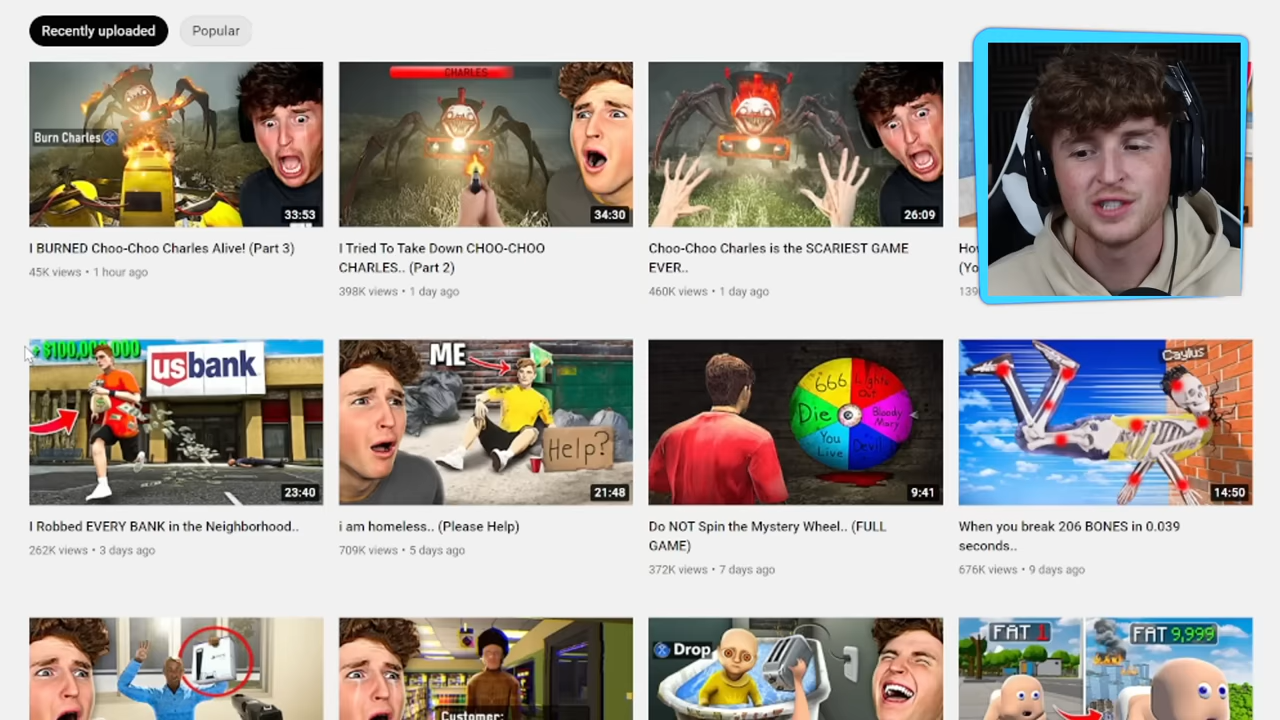 Recently uploaded
Popular
Burn Charles
33:53
CHARLES
34:30
26:09
I BURNED Choo-Choo Charles Alive! (Part 3)
45K views • 1 hour ago
I Tried To Take Down CHOO-CHOO
CHARLES.. (Part 2)
398K views • 1 day ago
Choo-Choo Charles is the SCARIEST GAME
EVER..
460K views • 1 day ago
+ $100,000,000
usbank
23:40
ME
Help?
21:48
666
Lights
Out
Die
Bloody
Mary
You
Live
Devil
9:41
Caylus
14:50
I Robbed EVERY BANK in the Neighborhood..
262K views • 3 days ago
i am homeless.. (Please Help)
709K views • 5 days ago
Do NOT Spin the Mystery Wheel.. (FULL
GAME)
372K views • 7 days ago
When you break 206 BONES in 0.039
seconds..
676K views • 9 days ago
Customer:
Drop
FAT 1
FAT 9,999